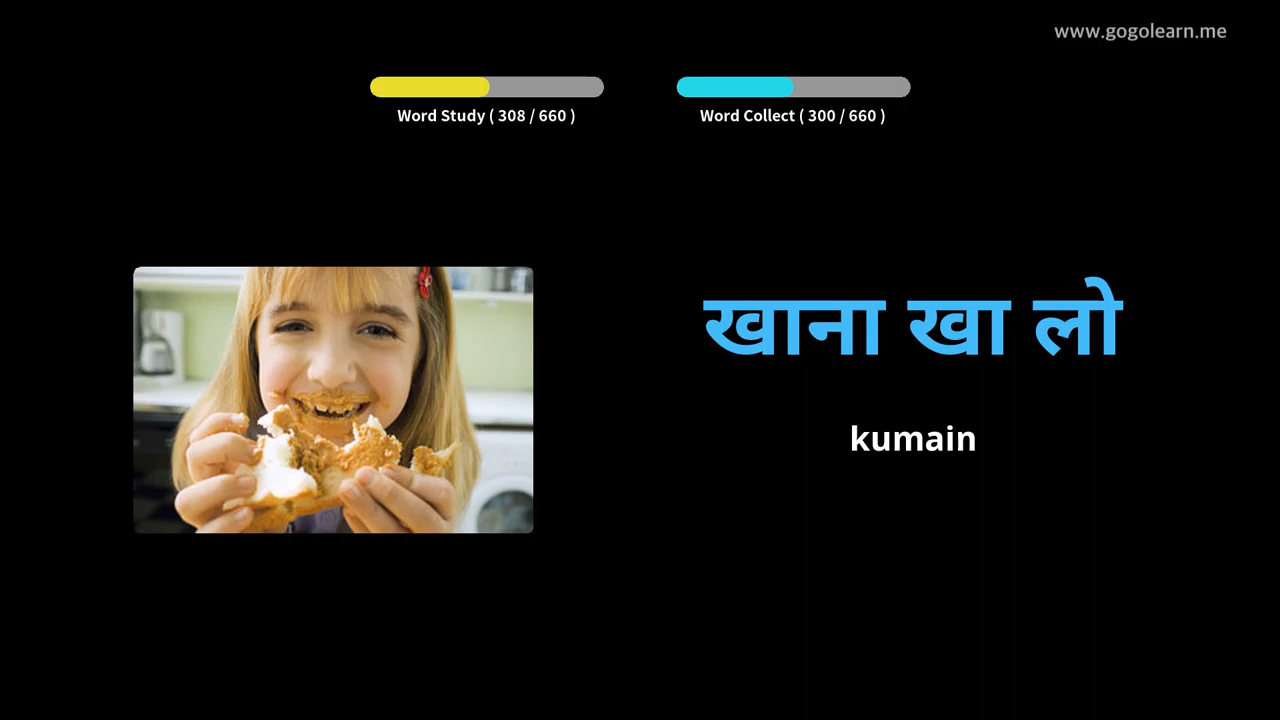 www.gogolearn.me
Word Study ( 308 / 660 )
Word Collect ( 300 / 660 )
खाना खा लो
kumain